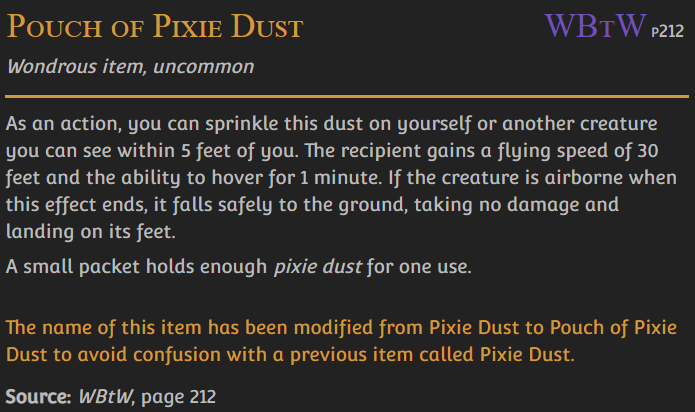 Pouch of Pixie Dust WBtW p212
Wondrous item, uncommon
As an action, you can sprinkle this dust on yourself or another creature
you can see within 5 feet of you. The recipient gains a flying speed of 30
feet and the ability to hover for 1 minute. If the creature is airborne when
this effect ends, it falls safely to the ground, taking no damage and
landing on its feet.
A small packet holds enough pixie dust for one use.
The name of this item has been modified from Pixie Dust to Pouch of Pixie
Dust to avoid confusion with a previous item called Pixie Dust.
Source: WBtW, page 212